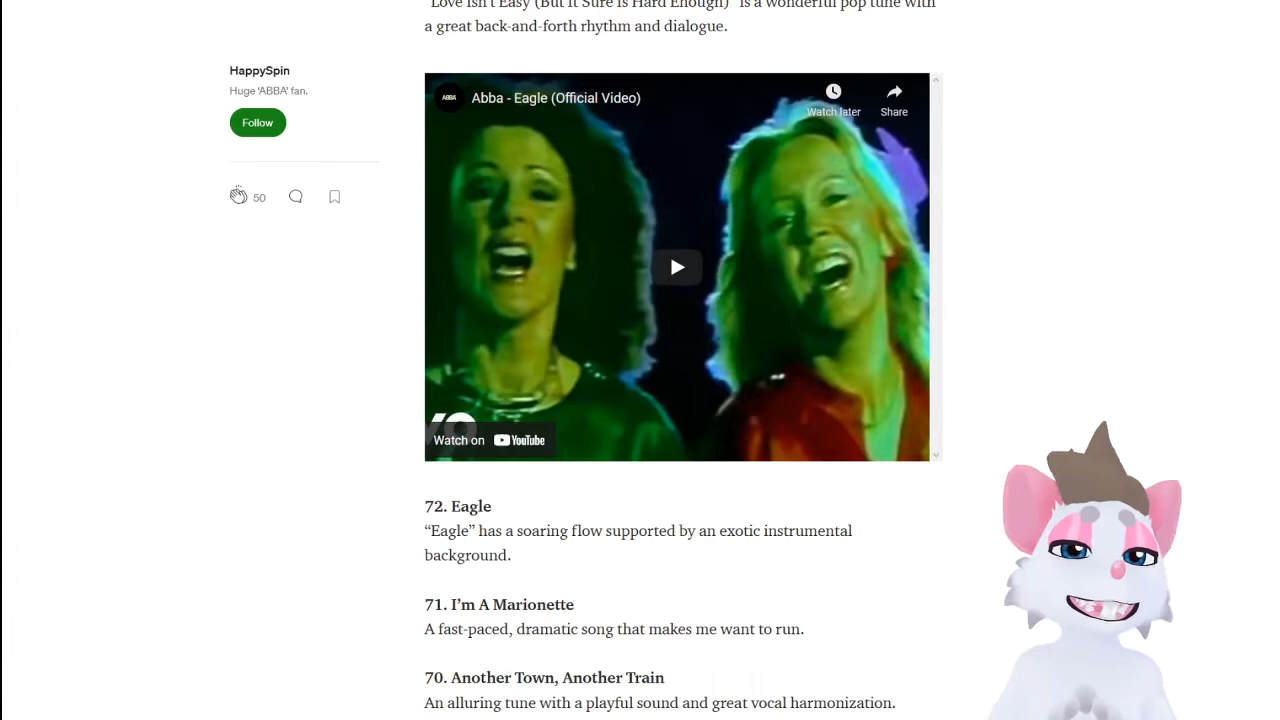 "Love Isn't Easy (But It Sure Is Hard Enough)" is a wonderful pop tune with
a great back-and-forth rhythm and dialogue.
HappySpin
Huge 'ABBA' fan.
Follow
50
ABBA
Abba - Eagle (Official Video)
Watch later
Share
Watch on YouTube
72. Eagle
“Eagle” has a soaring flow supported by an exotic instrumental
background.
71. I’m A Marionette
A fast-paced, dramatic song that makes me want to run.
70. Another Town, Another Train
An alluring tune with a playful sound and great vocal harmonization.